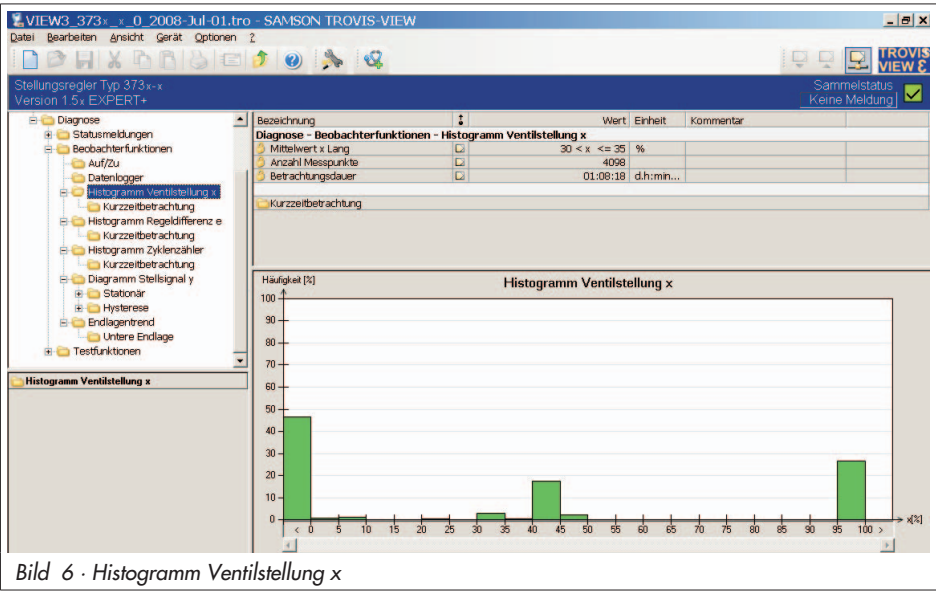 VIEW3_373x_x_0_2008-Jul-01.tro - SAMSON TROVIS-VIEW
Datei Bearbeiten Ansicht Gerät Optionen ?
TROVIS
VIEW 3
Stellungsregler Typ 373x-x
Version 1.5x EXPERT+
Sammelstatus
Keine Meldung
Diagnose
Statusmeldungen
Beobachterfunktionen
Auf/Zu
Datenlogger
Histogramm Ventilstellung x
Kurzzeitbetrachtung
Histogramm Regeldifferenz e
Kurzzeitbetrachtung
Histogramm Zyklenzähler
Kurzzeitbetrachtung
Diagramm Stellsignal y
Stationär
Hysterese
Endlagentrend
Untere Endlage
Testfunktionen
Histogramm Ventilstellung x
Bezeichnung Wert Einheit Kommentar
Diagnose - Beobachterfunktionen - Histogramm Ventilstellung x
Mittelwert x Lang 30 < x <= 35 %
Anzahl Messpunkte 4098
Betrachtungsdauer 01:08:18 d.h:min...
Kurzzeitbetrachtung
Häufigkeit [%]
Histogramm Ventilstellung x
100
90
80
70
60
50
40
30
20
10
0
< 0 5 10 15 20 25 30 35 40 45 50 55 60 65 70 75 80 85 90 95 100 > x[%]
Bild 6 · Histogramm Ventilstellung x